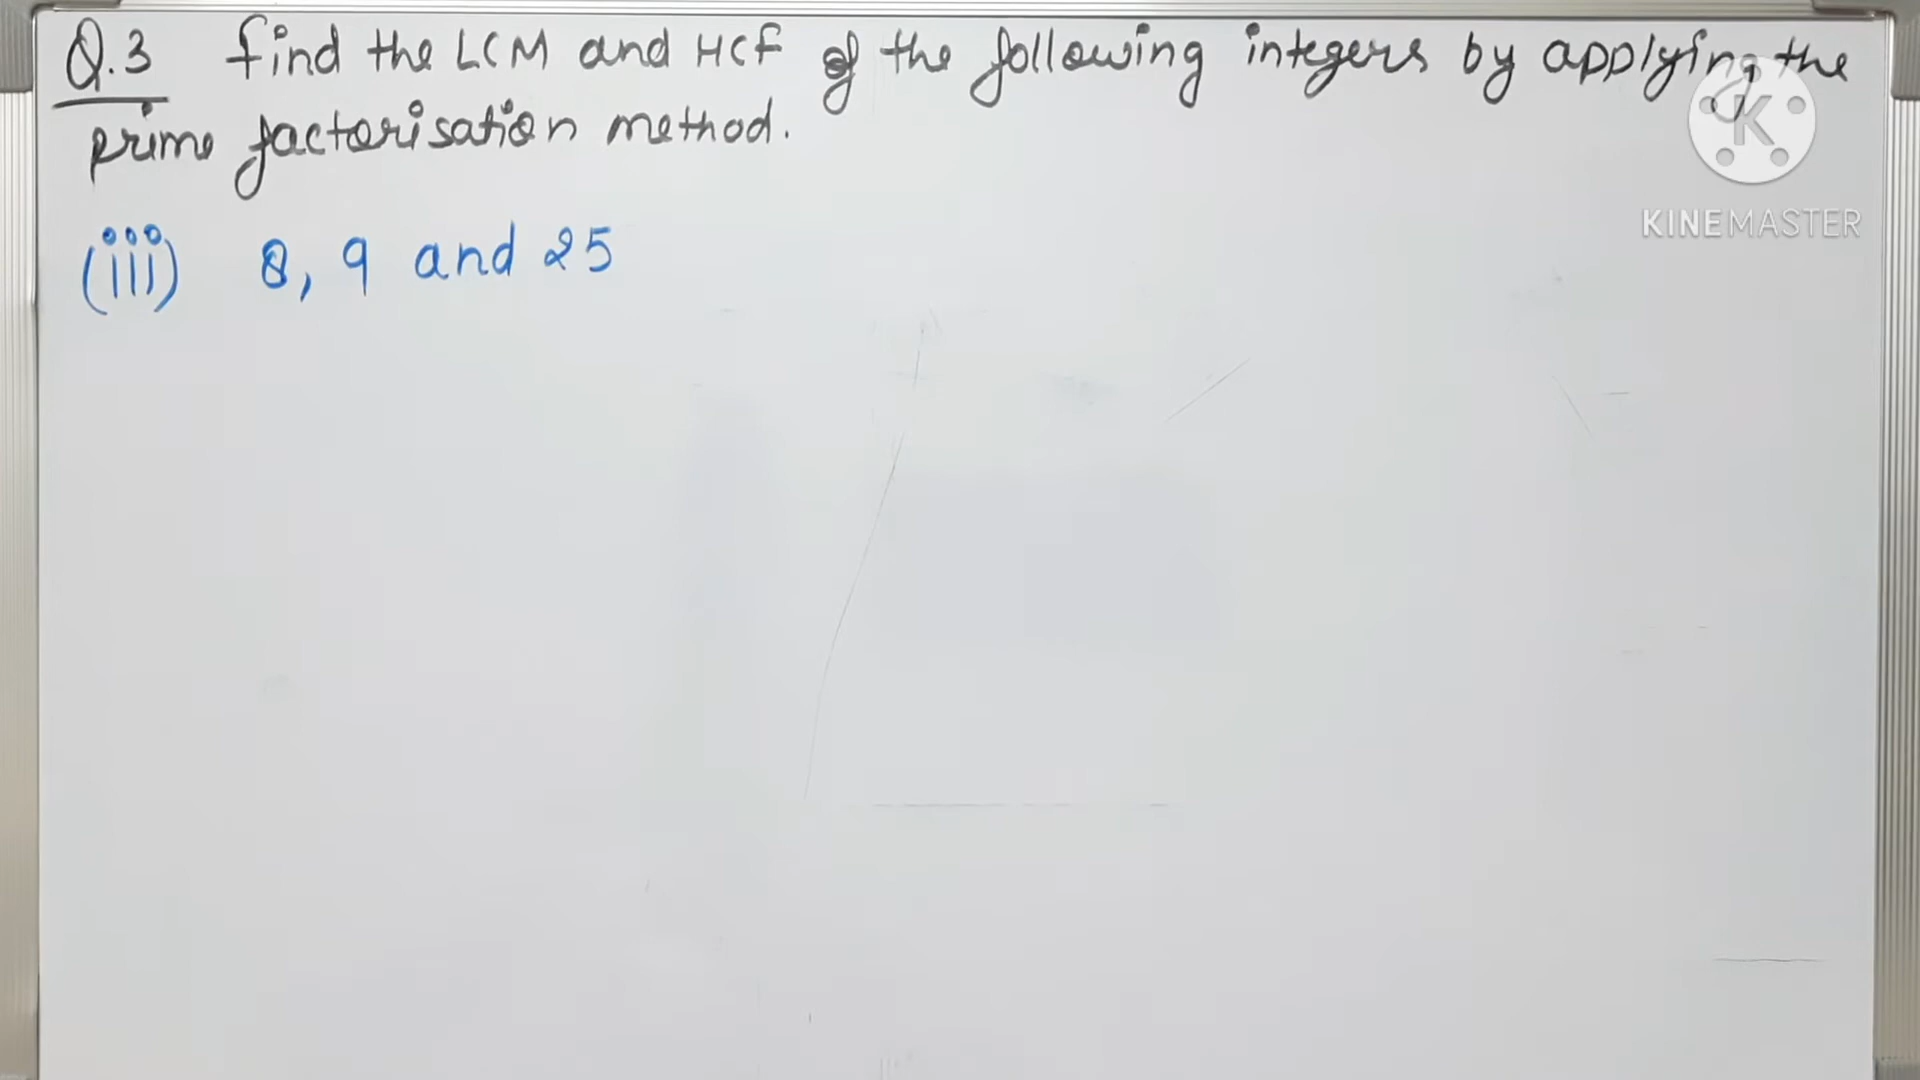 Q.3 find the LCM and HCF of the following integers by applying the
prime factorisation method.
K
KINEMASTER
(iii) 8, 9 and 25